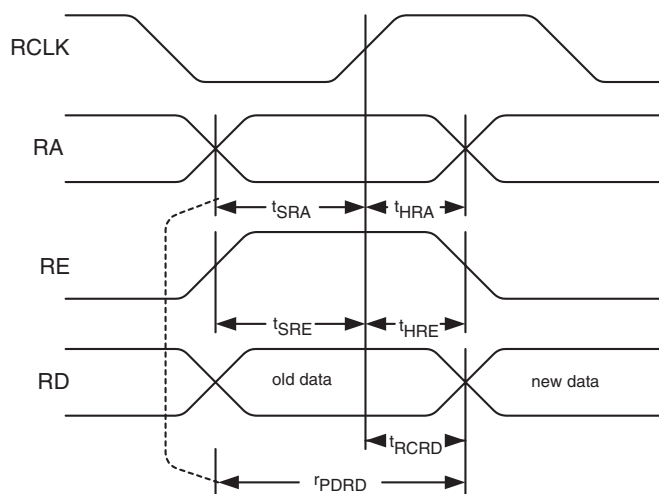 RCLK
RA
tSRA
tHRA
RE
tSRE
tHRE
RD
old data
new data
tRCRD
rPDRD